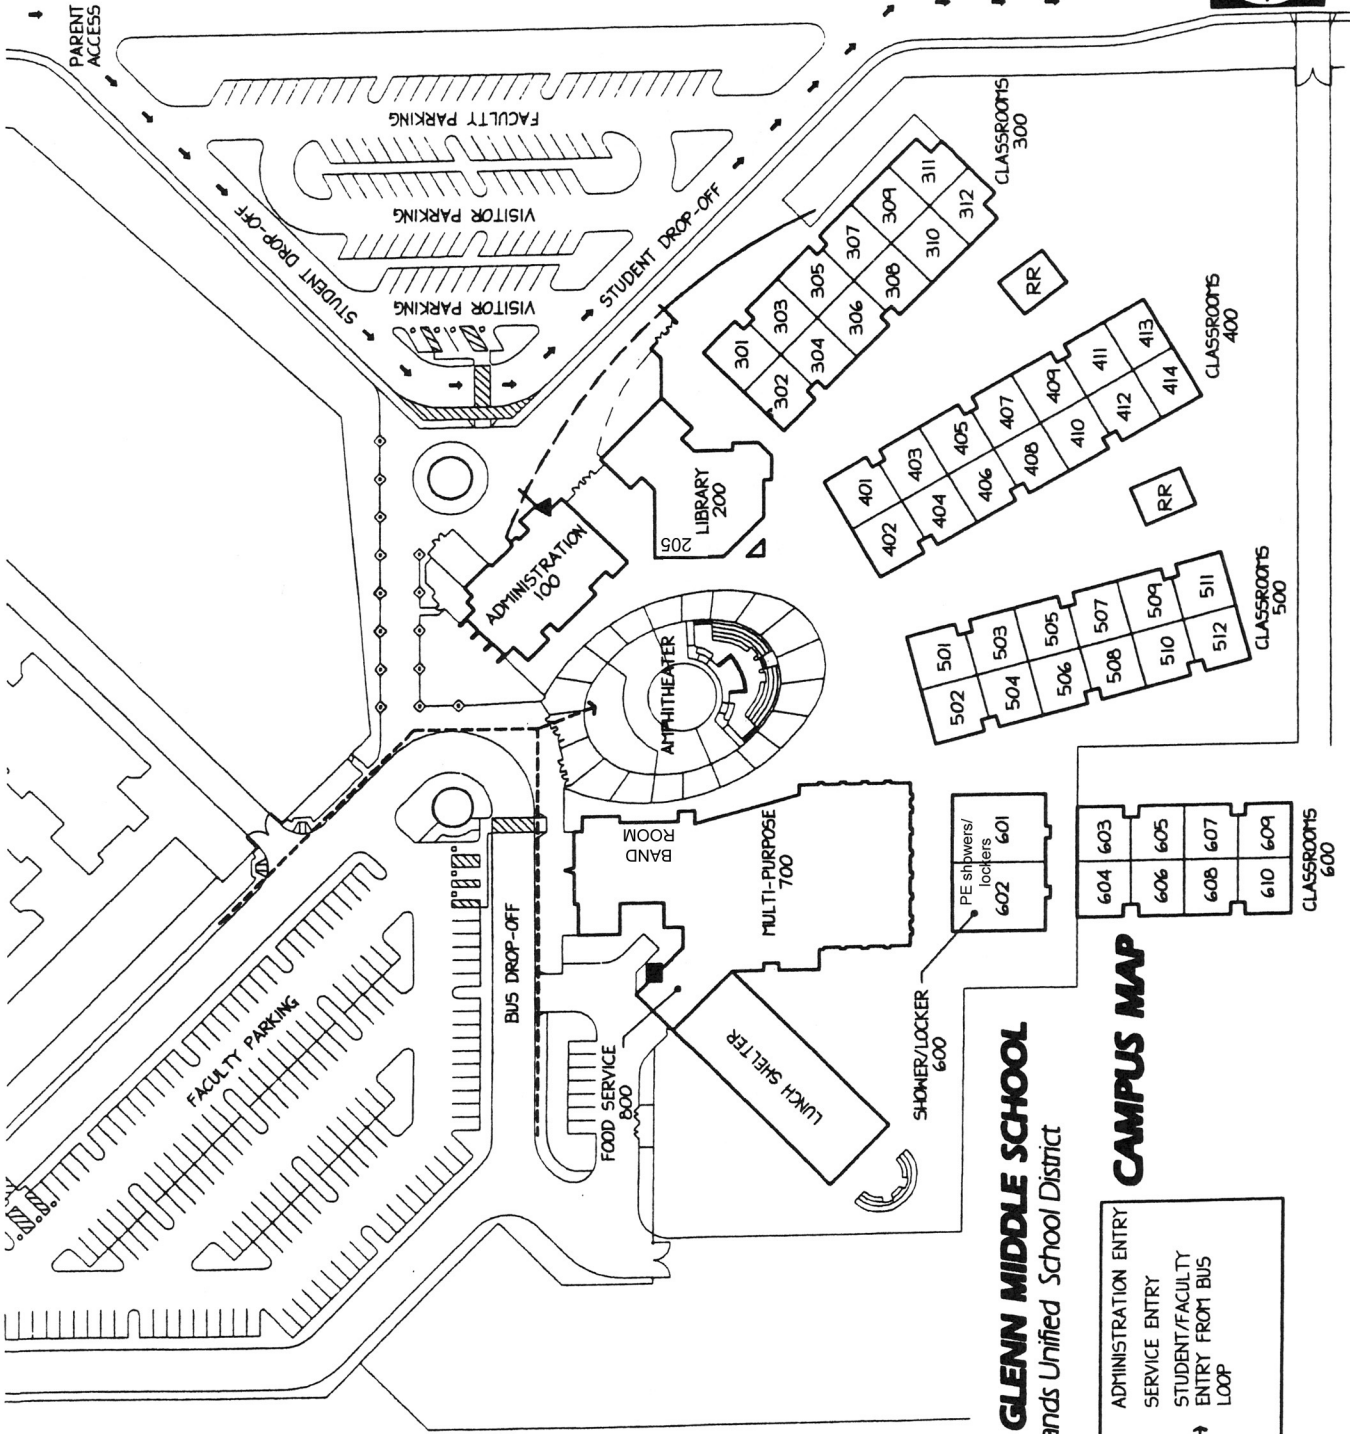 PARENT
ACCESS
FACULTY PARKING
VISITOR PARKING
VISITOR PARKING
STUDENT DROP-OFF
STUDENT DROP-OFF
CLASSROOMS
300
301
302
303
304
305
306
307
308
309
310
311
312
RR
CLASSROOMS
400
401
402
403
404
405
406
407
408
409
410
411
412
413
414
RR
CLASSROOMS
500
501
502
503
504
505
506
507
508
509
510
511
512
LIBRARY
200
205
ADMINISTRATION
100
AMPHITHEATER
BAND
ROOM
MULTI-PURPOSE
700
PE showers/
lockers
601
602
603
604
605
606
607
608
609
610
CLASSROOMS
600
SHOWER/LOCKER
600
LUNCH SHELTER
FOOD SERVICE
800
BUS DROP-OFF
FACULTY PARKING
GLENN MIDDLE SCHOOL
ands Unified School District
CAMPUS MAP
ADMINISTRATION ENTRY
SERVICE ENTRY
STUDENT/FACULTY
ENTRY FROM BUS
LOOP